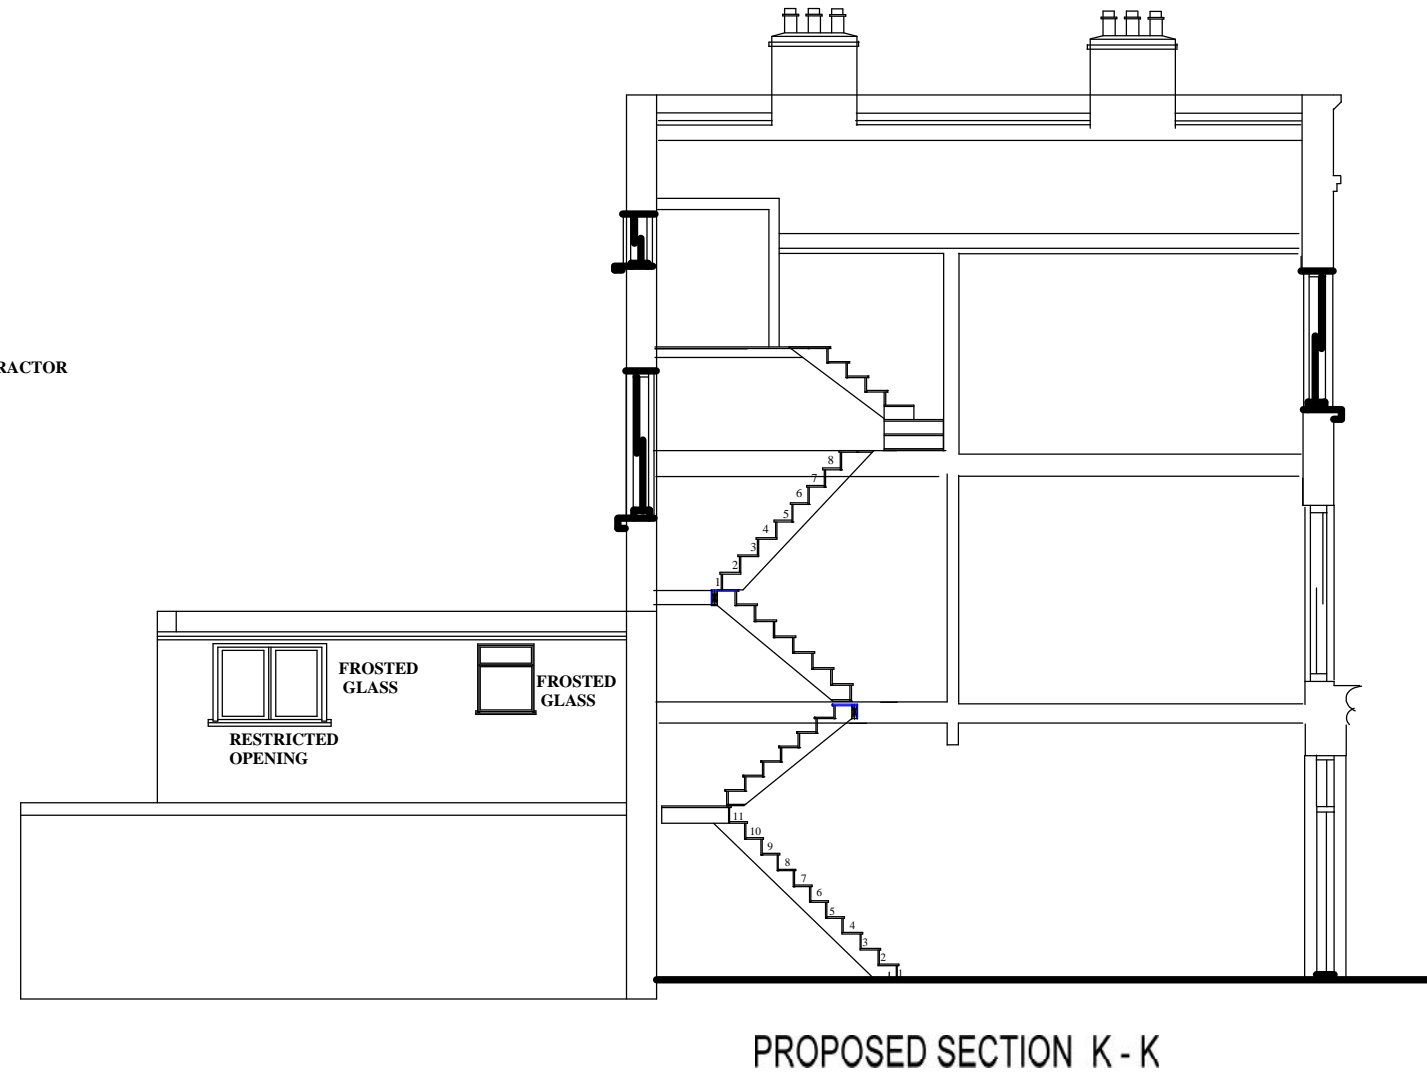 RACTOR
8
7
6
5
4
3
2
1
FROSTED
GLASS
FROSTED
GLASS
RESTRICTED
OPENING
11
10
9
8
7
6
5
4
3
2
1
PROPOSED SECTION K - K